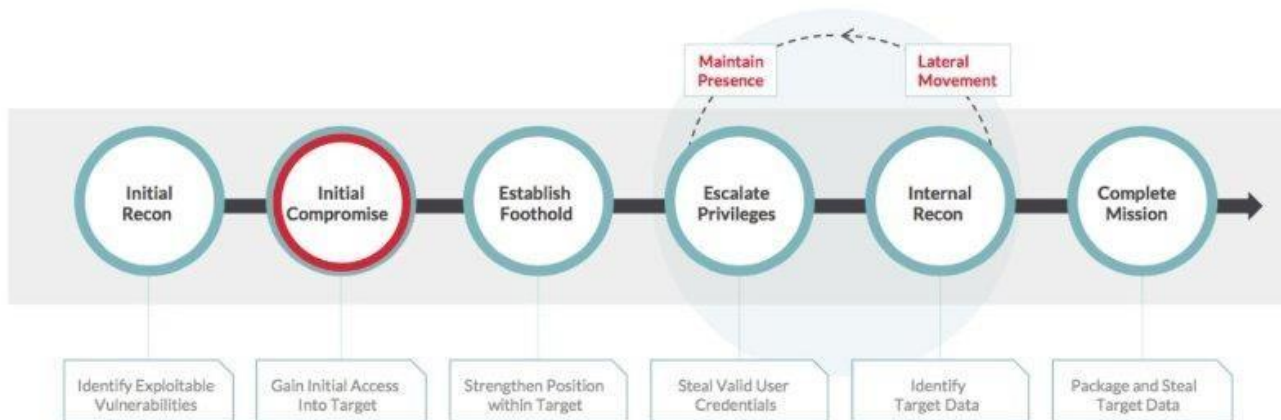 Maintain
Presence
Lateral
Movement
Initial
Recon
Initial
Compromise
Establish
Foothold
Escalate
Privileges
Internal
Recon
Complete
Mission
Identify Exploitable
Vulnerabilities
Gain Initial Access
Into Target
Strengthen Position
within Target
Steal Valid User
Credentials
Identify
Target Data
Package and Steal
Target Data